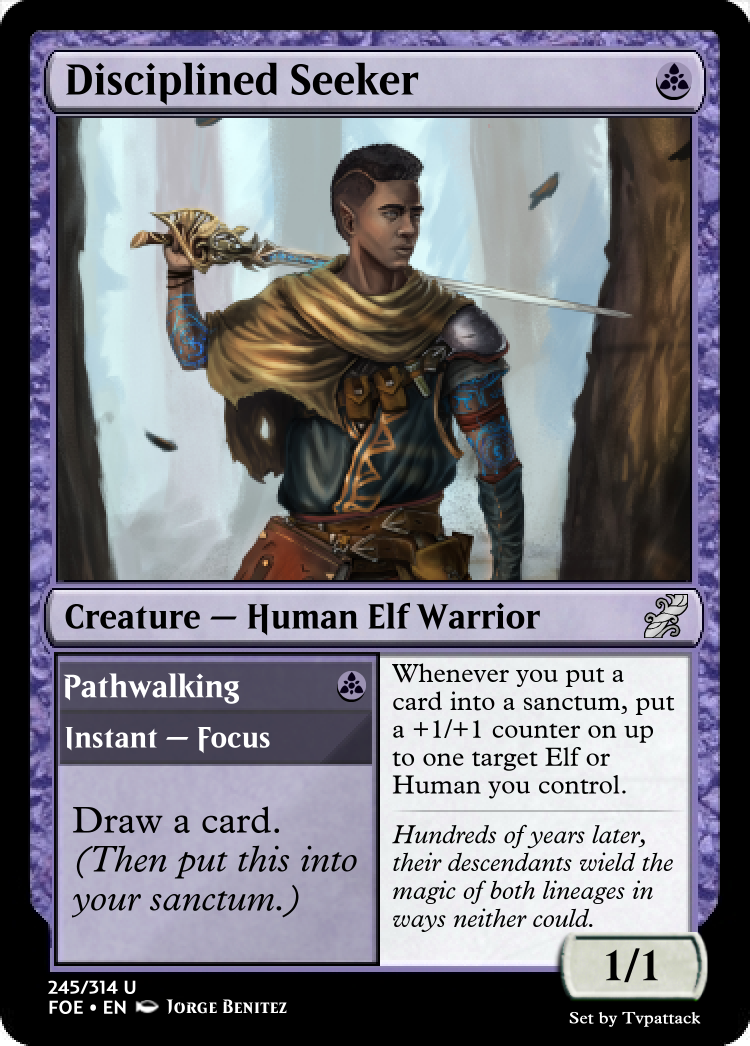 Disciplined Seeker
Creature — Human Elf Warrior
Pathwalking
Instant — Focus
Draw a card.
(Then put this into
your sanctum.)
Whenever you put a
card into a sanctum, put
a +1/+1 counter on up
to one target Elf or
Human you control.
Hundreds of years later,
their descendants wield the
magic of both lineages in
ways neither could.
1/1
245/314 U
FOE • EN Jorge Benitez
Set by Tvpattack